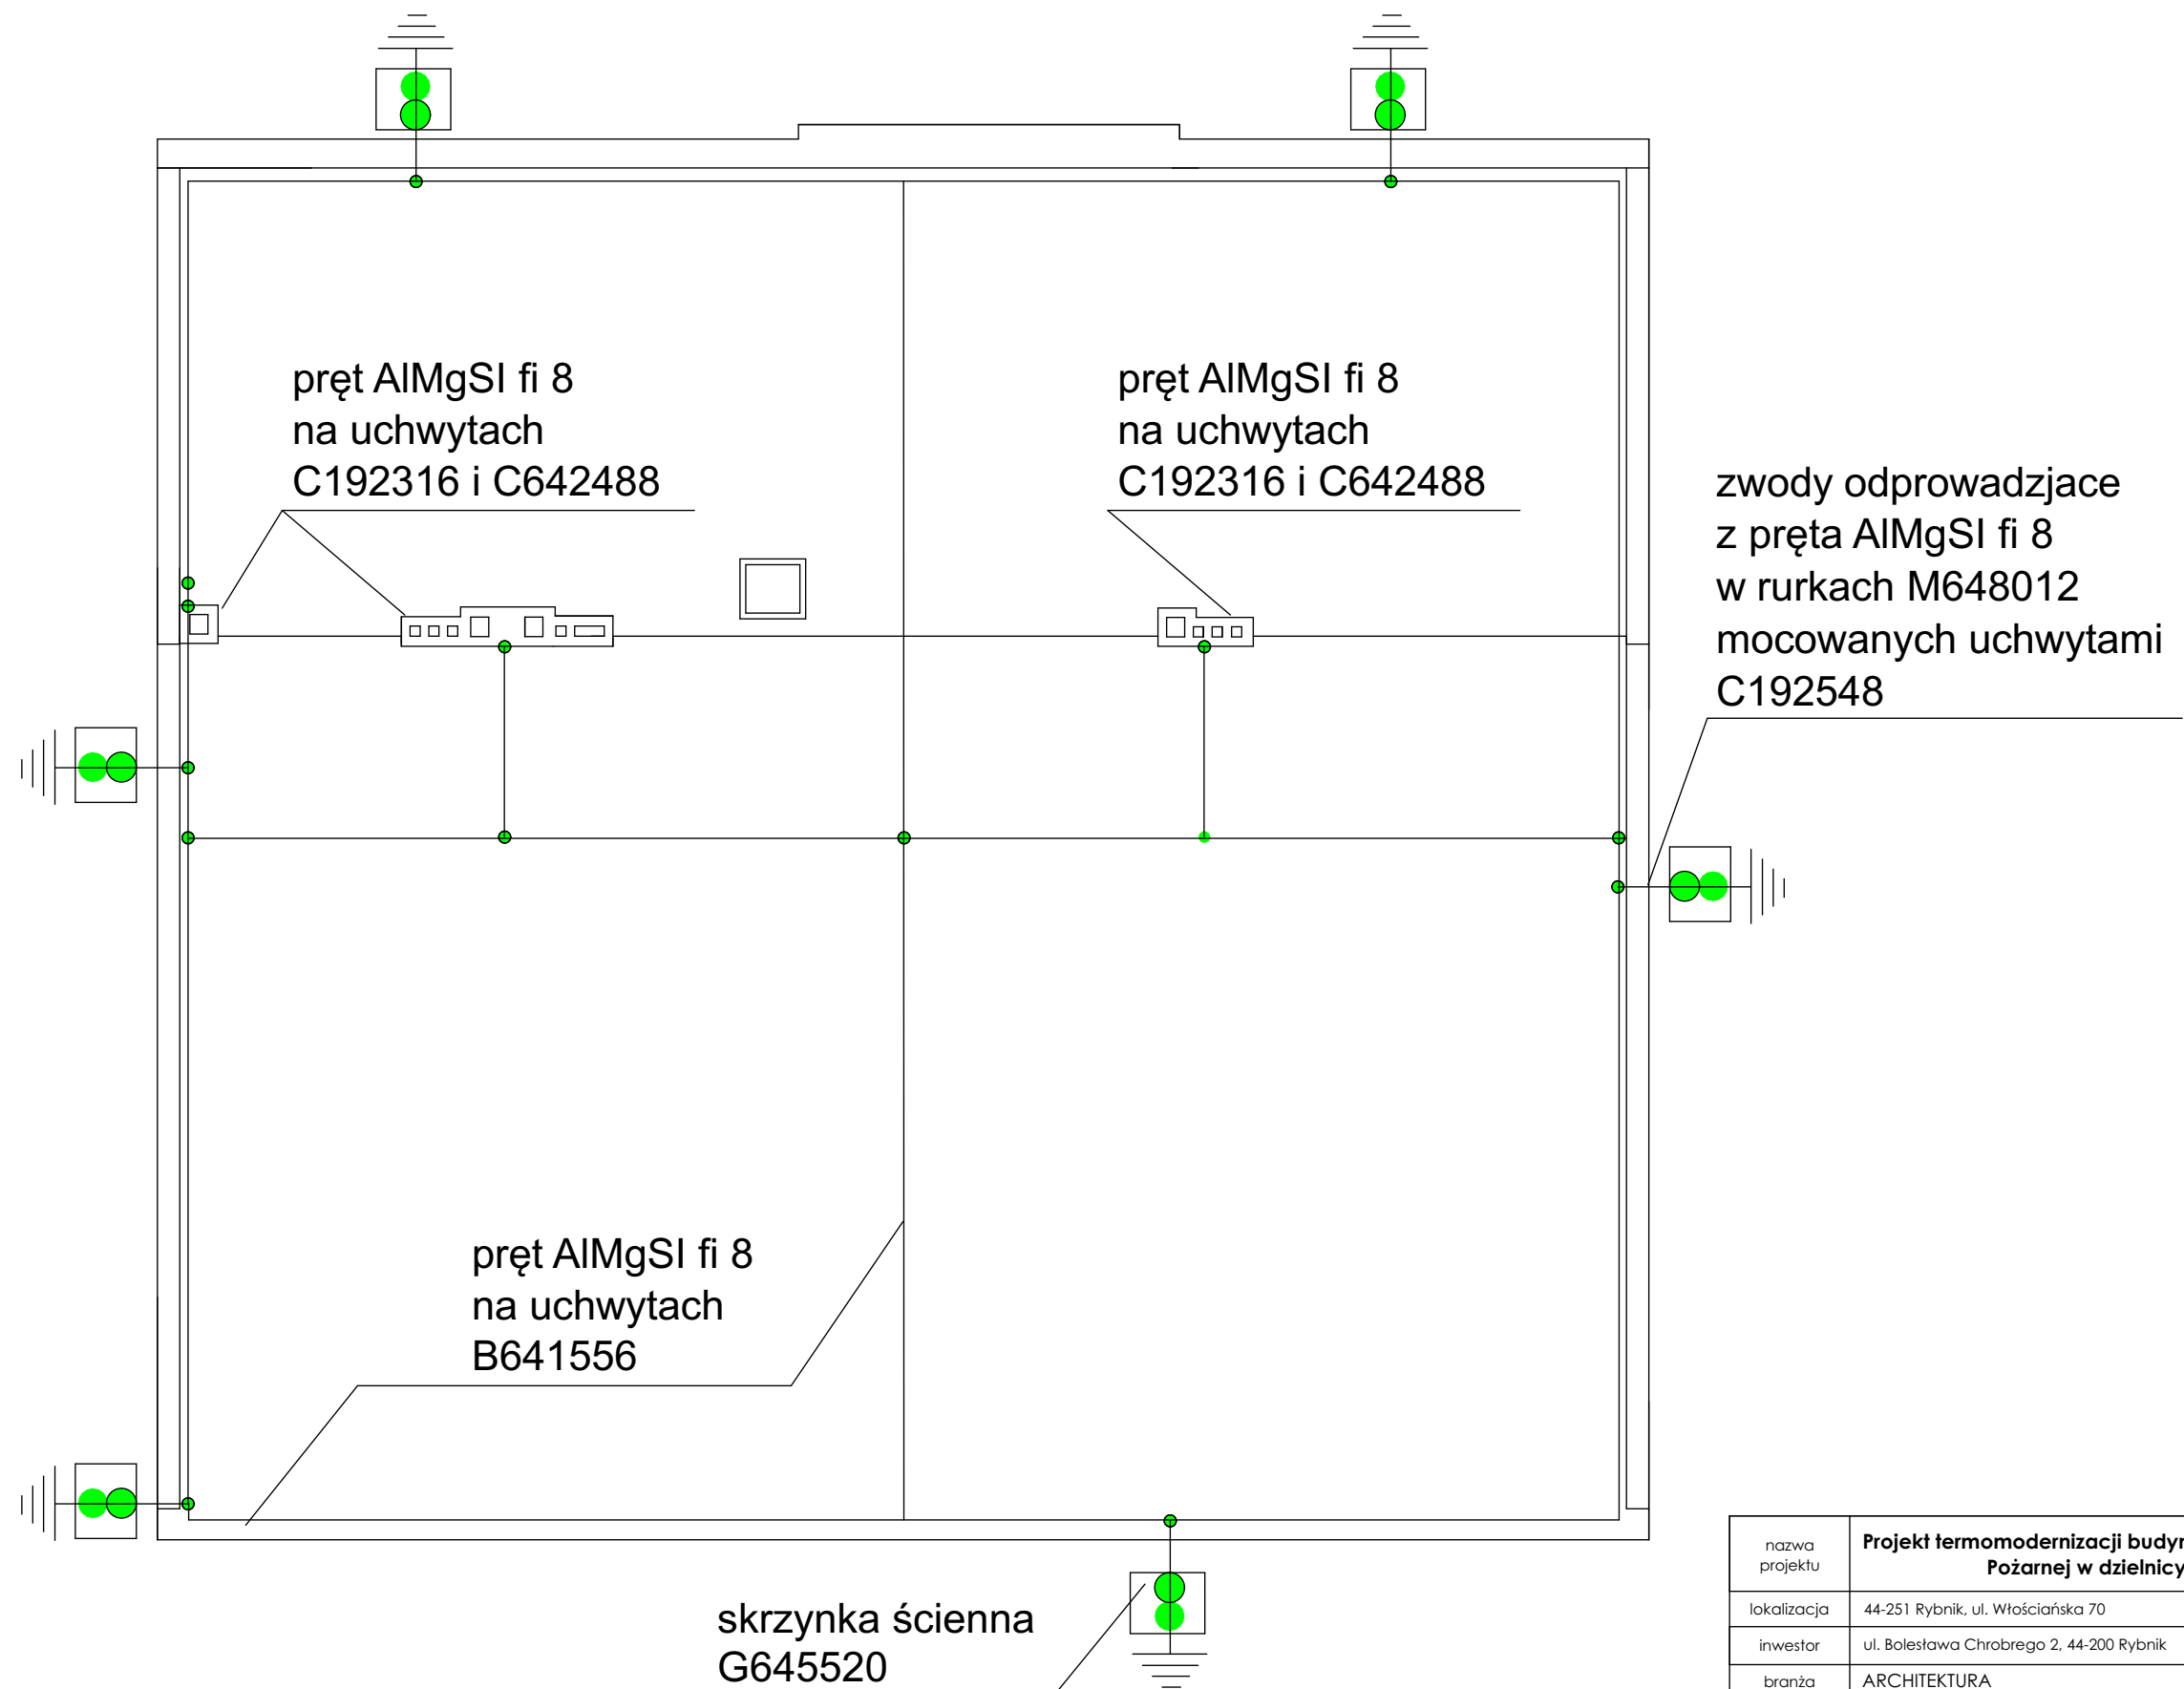 pręt AlMgSI fi 8
na uchwytach
C192316 i C642488
pręt AlMgSI fi 8
na uchwytach
C192316 i C642488
zwody odprowadzjace
z pręta AlMgSI fi 8
w rurkach M648012
mocowanych uchwytami
C192548
pręt AlMgSI fi 8
na uchwytach
B641556
skrzynka ścienna
G645520
nazwa
projektu
Projekt termomodernizacji
Pożarnej w dzielnicy
lokalizacja
44-251 Rybnik, ul. Włościańska 70
inwestor
ul. Bolesława Chrobrego 2, 44-200 Rybnik
branża
ARCHITEKTURA